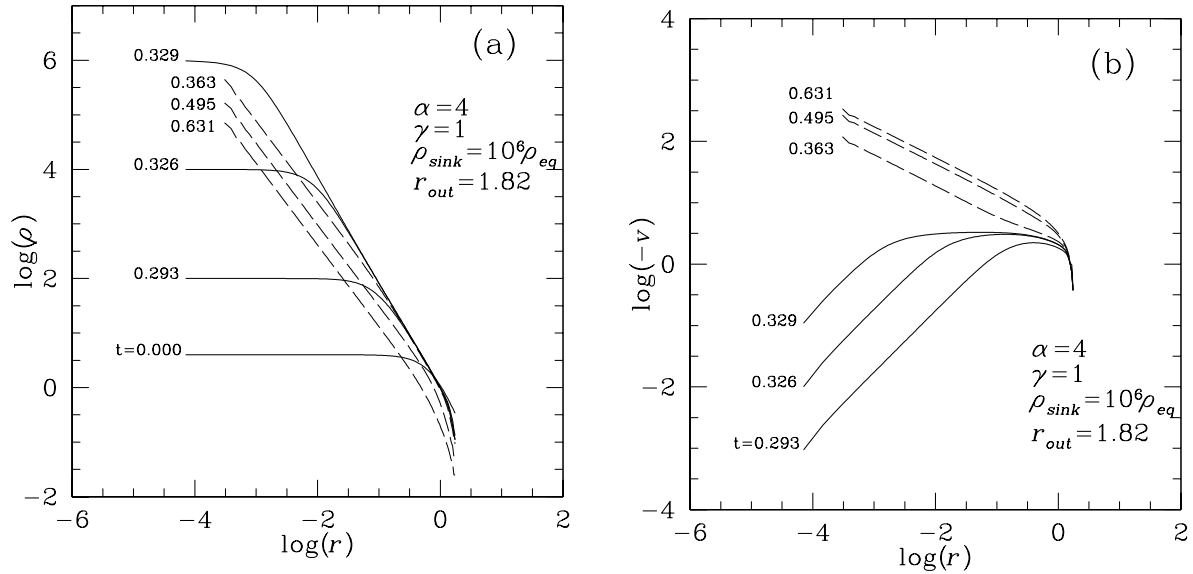 (a)
log(ρ)
6
4
2
0
−2
0.329
0.363
0.495
0.631
0.326
0.293
t=0.000
α=4
γ=1
ρsink=10⁶ρeq
rout=1.82
−6 −4 −2 0 2
log(r)
(b)
log(−v)
4
2
0
−2
−4
0.631
0.495
0.363
0.329
0.326
t=0.293
α=4
γ=1
ρsink=10⁶ρeq
rout=1.82
−6 −4 −2 0 2
log(r)